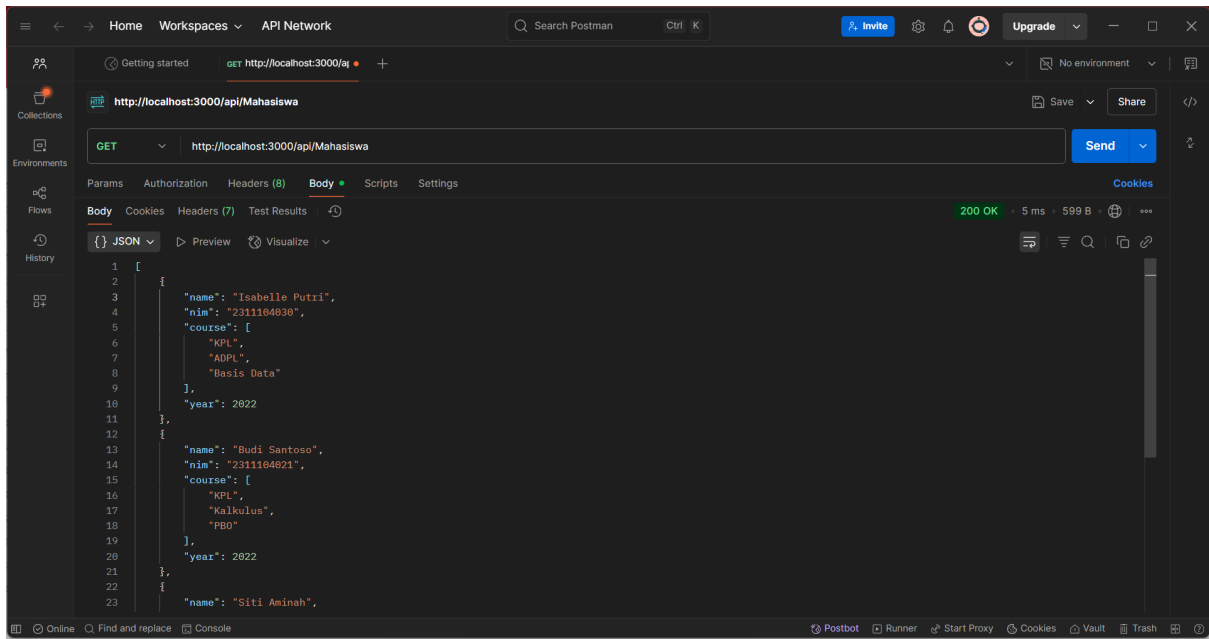 Home Workspaces API Network Search Postman Ctrl K Invite Upgrade
Getting started GET http://localhost:3000/ap No environment
HTTP http://localhost:3000/api/Mahasiswa Save Share
Collections
GET http://localhost:3000/api/Mahasiswa Send
Environments
Params Authorization Headers (8) Body Scripts Settings Cookies
Flows
Body Cookies Headers (7) Test Results 200 OK 5 ms 599 B
{} JSON Preview Visualize
History
1 [
2 {
3 "name": "Isabelle Putri",
4 "nim": "2311104030",
5 "course": [
6 "KPL",
7 "ADPL",
8 "Basis Data"
9 ],
10 "year": 2022
11 },
12 {
13 "name": "Budi Santoso",
14 "nim": "2311104021",
15 "course": [
16 "KPL",
17 "Kalkulus",
18 "PBO"
19 ],
20 "year": 2022
21 },
22 {
23 "name": "Siti Aminah",
Online Find and replace Console Postbot Runner Start Proxy Cookies Vault Trash